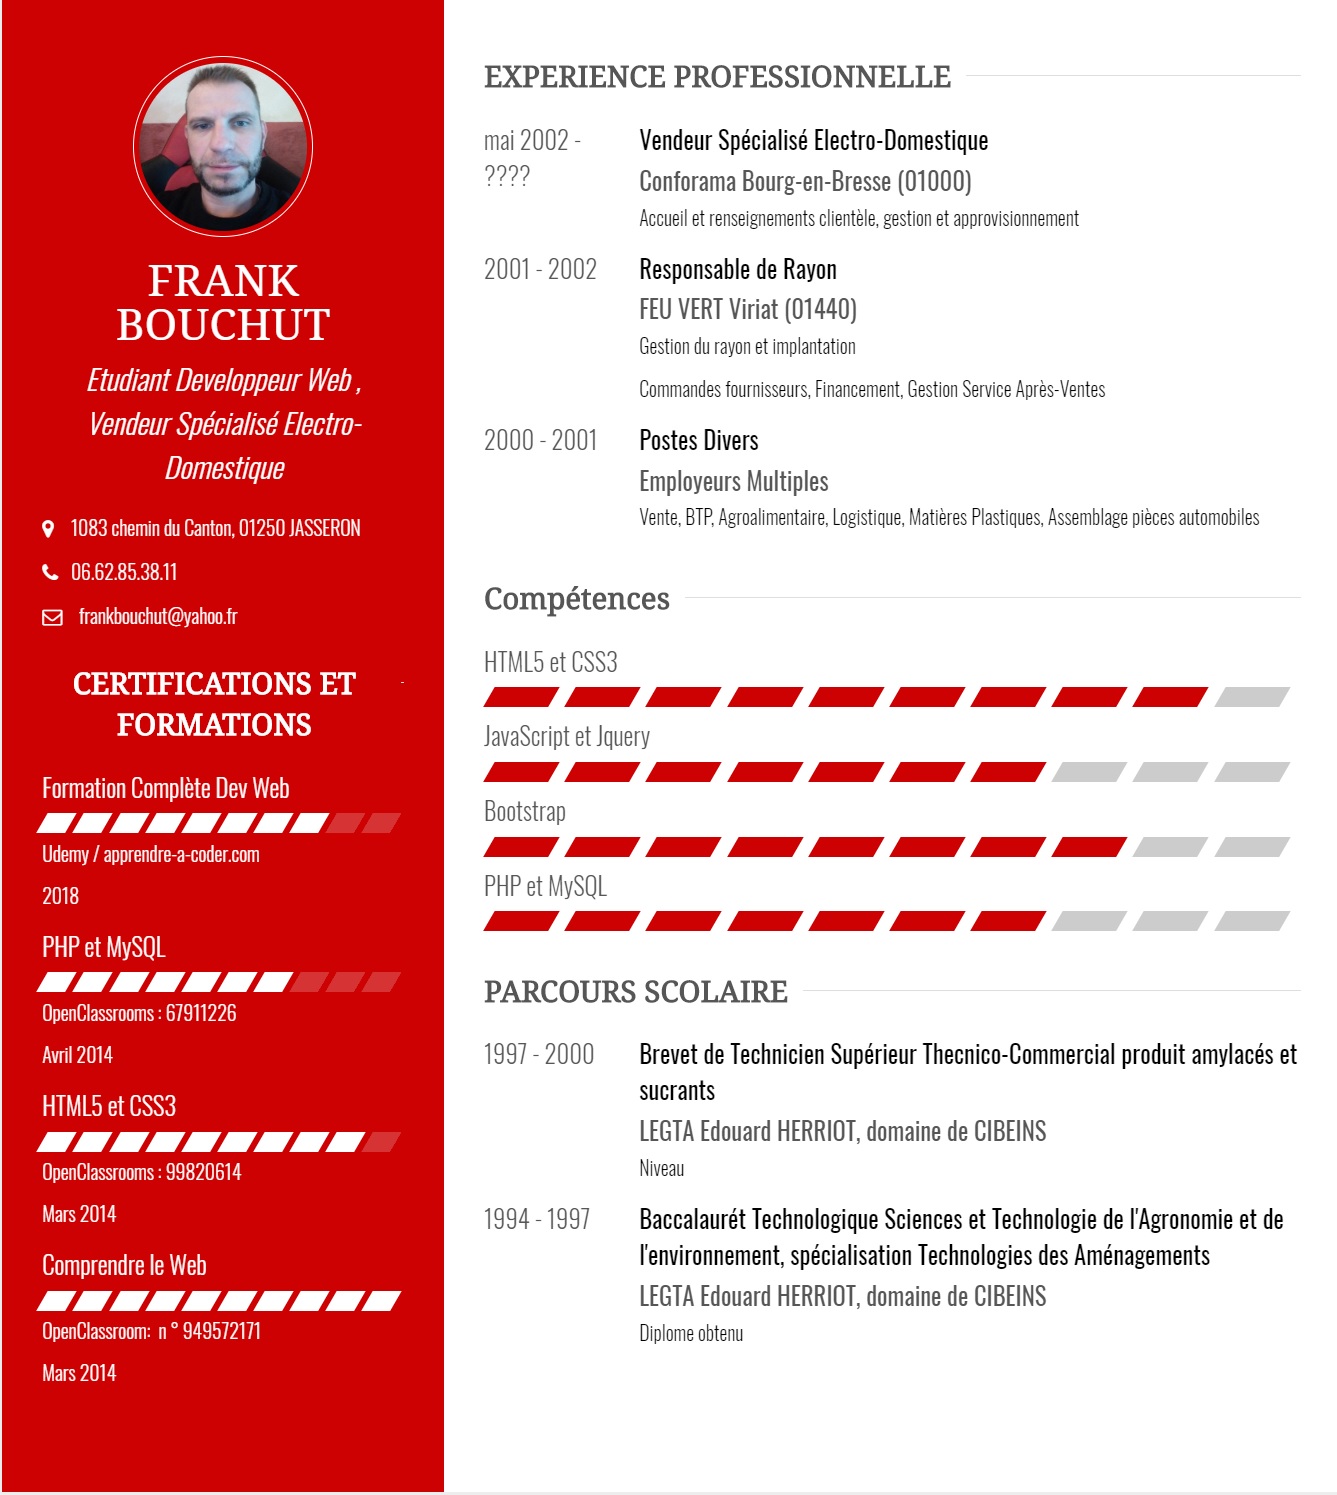 FRANK
BOUCHUT
Etudiant Developpeur Web ,
Vendeur Spécialisé Electro-
Domestique
1083 chemin du Canton, 01250 JASSERON
06.62.85.38.11
frankbouchut@yahoo.fr
CERTIFICATIONS ET
FORMATIONS
Formation Complète Dev Web
Udemy / apprendre-a-coder.com
2018
PHP et MySQL
OpenClassrooms : 67911226
Avril 2014
HTML5 et CSS3
OpenClassrooms : 99820614
Mars 2014
Comprendre le Web
OpenClassroom: n ° 949572171
Mars 2014
EXPERIENCE PROFESSIONNELLE
mai 2002 -
????
Vendeur Spécialisé Electro-Domestique
Conforama Bourg-en-Bresse (01000)
Accueil et renseignements clientèle, gestion et approvisionnement
2001 - 2002
Responsable de Rayon
FEU VERT Viriat (01440)
Gestion du rayon et implantation
Commandes fournisseurs, Financement, Gestion Service Après-Ventes
2000 - 2001
Postes Divers
Employeurs Multiples
Vente, BTP, Agroalimentaire, Logistique, Matières Plastiques, Assemblage pièces automobiles
Compétences
HTML5 et CSS3
JavaScript et Jquery
Bootstrap
PHP et MySQL
PARCOURS SCOLAIRE
1997 - 2000
Brevet de Technicien Supérieur Thecnico-Commercial produit amylacés et
sucrants
LEGTA Edouard HERRIOT, domaine de CIBEINS
Niveau
1994 - 1997
Baccalaurét Technologique Sciences et Technologie de l'Agronomie et de
l'environnement, spécialisation Technologies des Aménagements
LEGTA Edouard HERRIOT, domaine de CIBEINS
Diplome obtenu